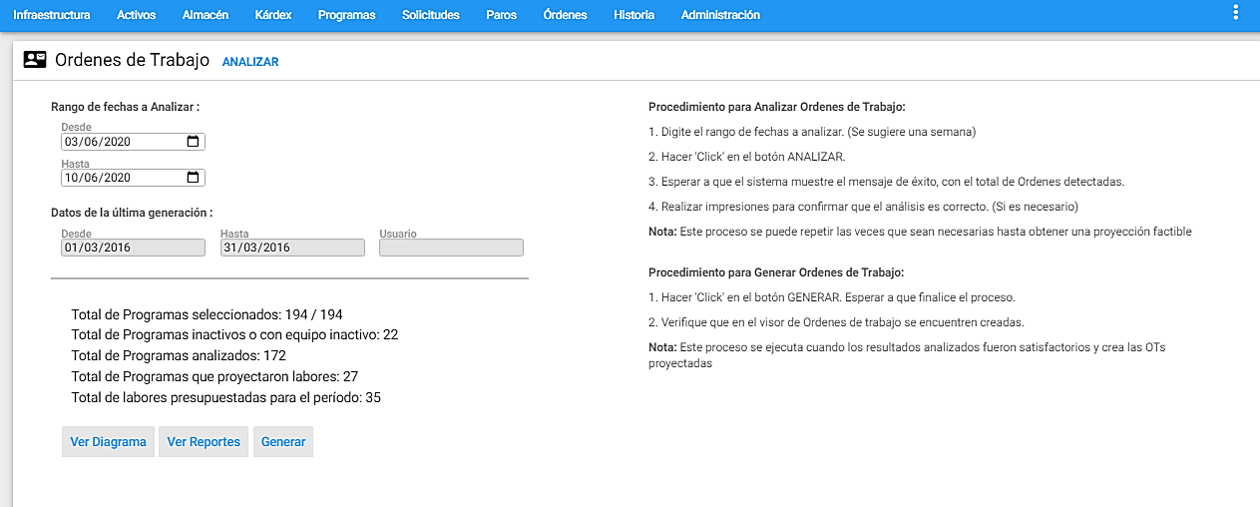 Infraestructura Activos Almacén Kárdex Programas Solicitudes Paros Órdenes Historia Administración
Ordenes de Trabajo ANALIZAR
Rango de fechas a Analizar :
Desde
03/06/2020
Hasta
10/06/2020
Datos de la última generación :
Desde Hasta Usuario
01/03/2016 31/03/2016
Total de Programas seleccionados: 194 / 194
Total de Programas inactivos o con equipo inactivo: 22
Total de Programas analizados: 172
Total de Programas que proyectaron labores: 27
Total de labores presupuestadas para el período: 35
Ver Diagrama Ver Reportes Generar
Procedimiento para Analizar Ordenes de Trabajo:
1. Digite el rango de fechas a analizar. (Se sugiere una semana)
2. Hacer 'Click' en el botón ANALIZAR.
3. Esperar a que el sistema muestre el mensaje de éxito, con el total de Ordenes detectadas.
4. Realizar impresiones para confirmar que el análisis es correcto. (Si es necesario)
Nota: Este proceso se puede repetir las veces que sean necesarias hasta obtener una proyección factible
Procedimiento para Generar Ordenes de Trabajo:
1. Hacer 'Click' en el botón GENERAR. Esperar a que finalice el proceso.
2. Verifique que en el visor de Ordenes de trabajo se encuentren creadas.
Nota: Este proceso se ejecuta cuando los resultados analizados fueron satisfactorios y crea las OTs
proyectadas